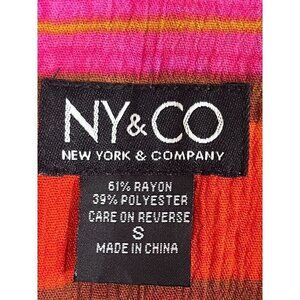 NY&CO
NEW YORK & COMPANY
61% RAYON
39% POLYESTER
CARE ON REVERSE
S
MADE IN CHINA